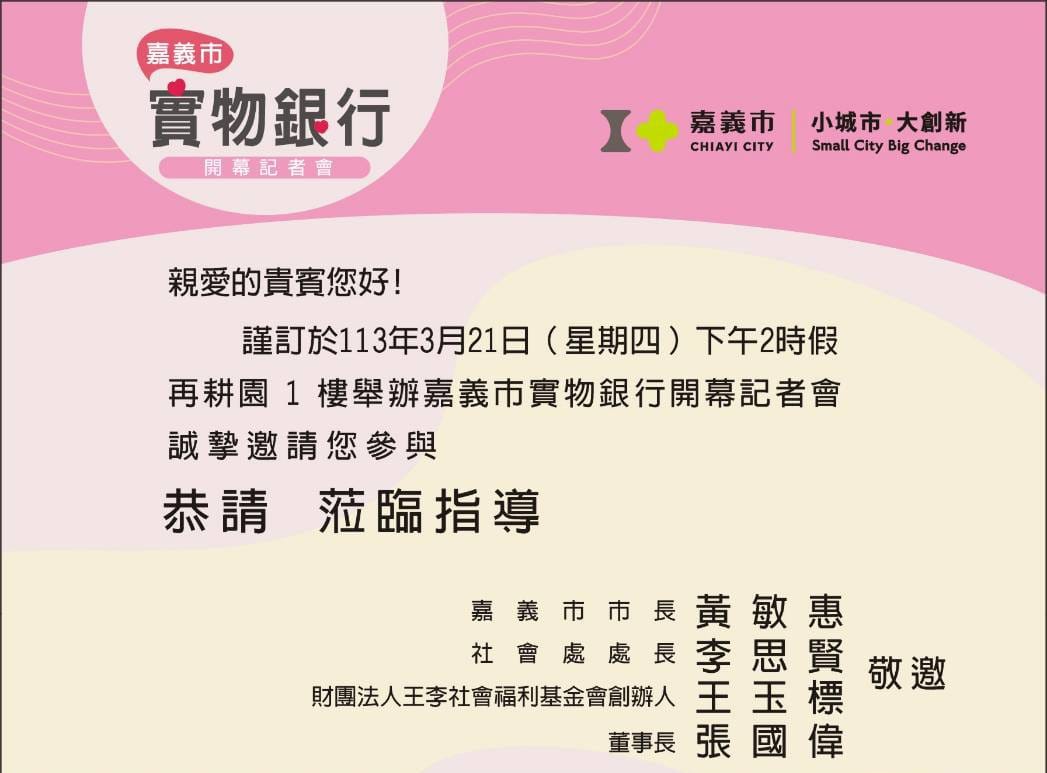 嘉義市
實物銀行
開幕記者會
嘉義市
CHIAYI CITY
小城市·大創新
Small City Big Change
親愛的貴賓您好!
謹訂於113年3月21日(星期四)下午2時假
再耕園 1 樓舉辦嘉義市實物銀行開幕記者會
誠摯邀請您參與
恭請 蒞臨指導
嘉義市市長 黃敏惠
社會處處長 李思賢
財團法人王李社會福利基金會創辦人 王玉標
董事長 張國偉
敬邀